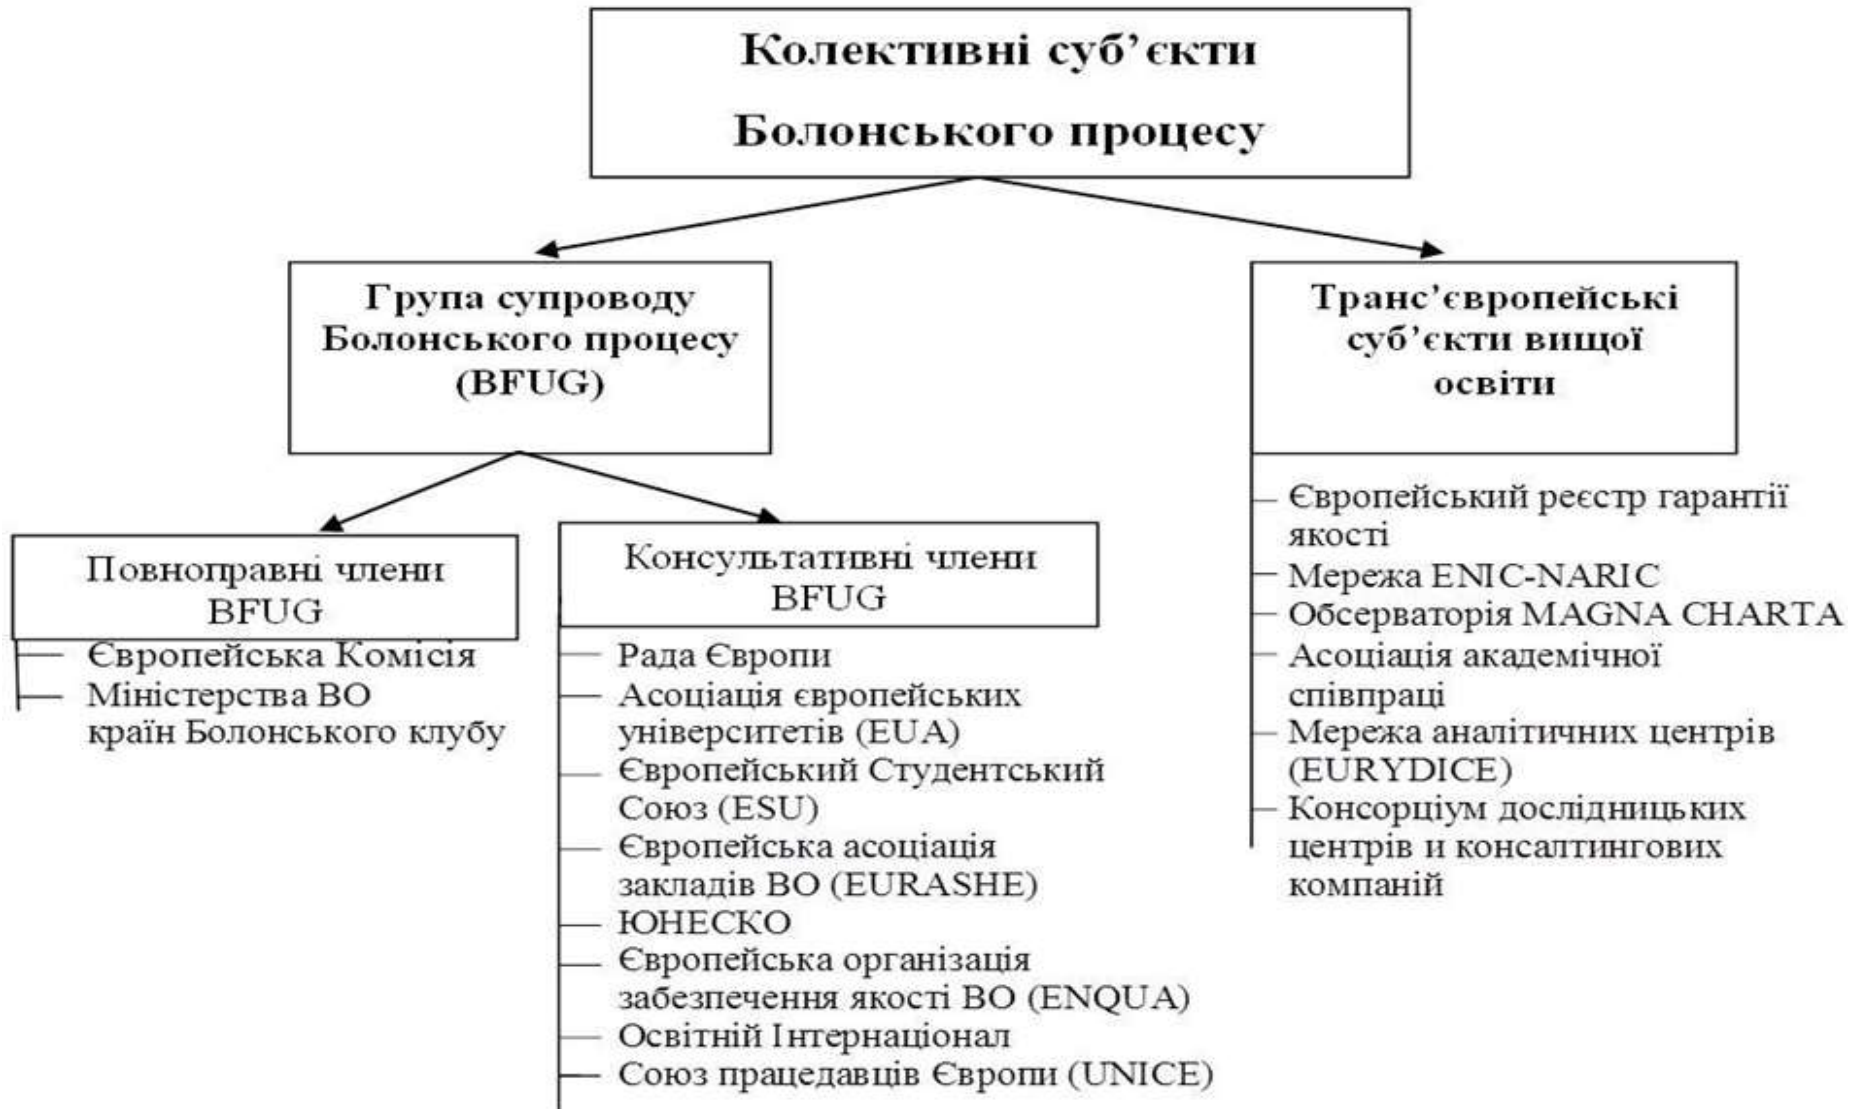 Колективні суб’єкти
Болонського процесу
Група супроводу
Болонського процесу
(BFUG)
Транс’європейські
суб’єкти вищої
освіти
Повноправні члени
BFUG
Європейська Комісія
Міністерства ВО
країн Болонського клубу
Консультативні члени
BFUG
Рада Європи
Асоціація європейських
університетів (EUA)
Європейський Студентський
Союз (ESU)
Європейська асоціація
закладів ВО (EURASHE)
ЮНЕСКО
Європейська організація
забезпечення якості ВО (ENQUA)
Освітній Інтернаціонал
Союз працедавців Європи (UNICE)
Європейський реєстр гарантії
якості
Мережа ENIC-NARIC
Обсерваторія MAGNA CHARTA
Асоціація академічної
співпраці
Мережа аналітичних центрів
(EURYDICE)
Консорціум дослідницьких
центрів и консалтингових
компаній